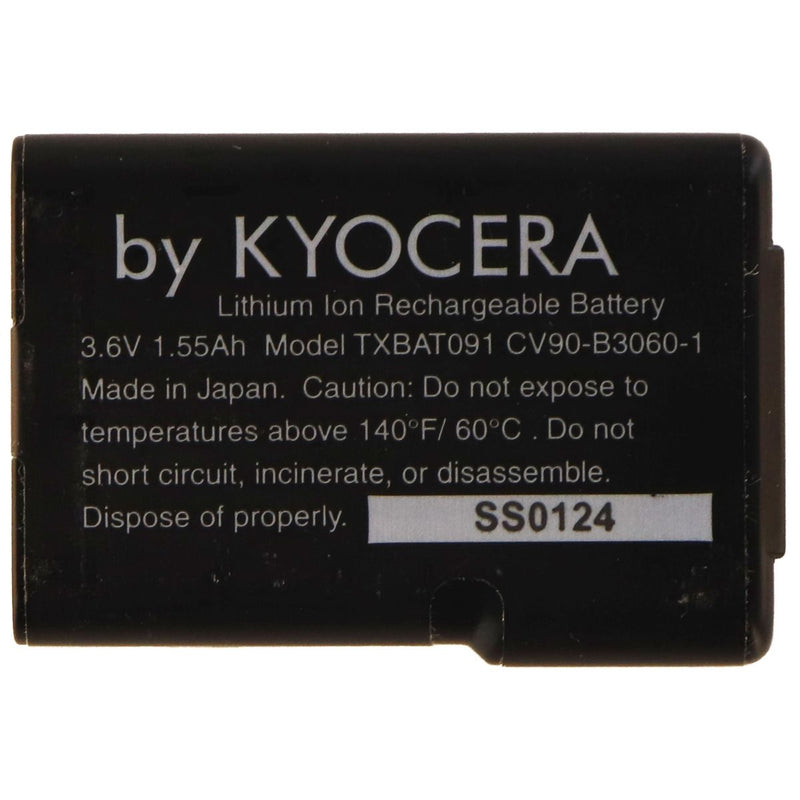 by KYOCERA
Lithium Ion Rechargeable Battery
3.6V 1.55Ah Model TXBAT091 CV90-B3060-1
Made in Japan. Caution: Do not expose to
temperatures above 140°F/ 60°C . Do not
short circuit, incinerate, or disassemble.
Dispose of properly. SS0124